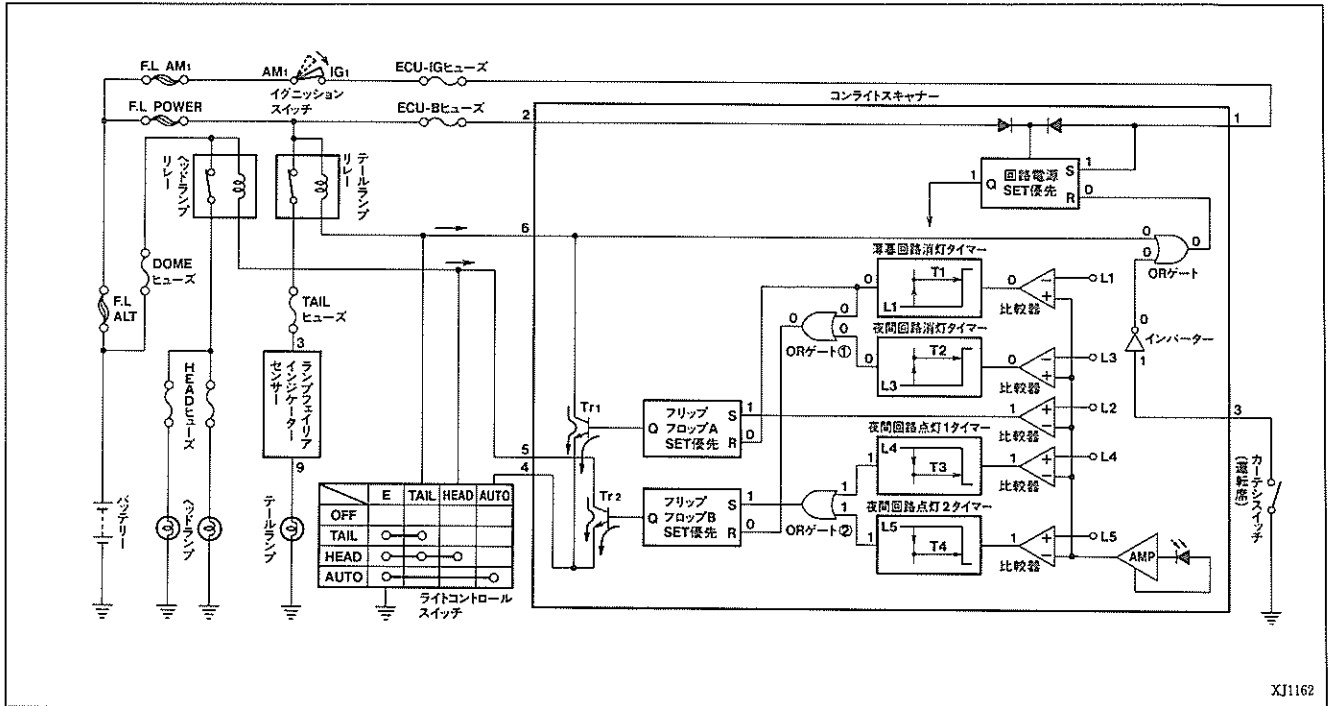 F.L AM1
AM1
IG1
ECU-IGヒューズ
イグニッション
スイッチ
F.L POWER
ECU-Bヒューズ
コンライトスキャナー
2
1
ヘッドランプ
リレー
テールランプ
リレー
1
Q
回路電源
SET優先
S
1
R
0
6
0
0
0
ORゲート
DOME
ヒューズ
F.L
ALT
TAIL
ヒューズ
薄暮回路消灯タイマー
0
T1
L1
0
-
+
L1
比較器
0
0
0
ORゲート①
夜間回路消灯タイマー
0
T2
L3
0
-
+
L3
比較器
0
インバーター
1
3
ランプフェイリア
インジケーター
センサー
HEADヒューズ
9
Tr1
Q
フリップ
フロップA
SET優先
S
1
R
0
1
+
-
L2
比較器
5
4
夜間回路点灯1タイマー
1
L4
T3
1
+
-
L4
比較器
3
カーテシスイッチ
(運転席)
Tr2
Q
フリップ
フロップB
SET優先
S
1
R
0
1
1
ORゲート②
夜間回路点灯2タイマー
1
L5
T4
1
+
-
L5
比較器
AMP
バッテリー
ヘッドランプ
テールランプ
E TAIL HEAD AUTO
OFF
TAIL
HEAD
AUTO
ライトコントロール
スイッチ
XJ1162